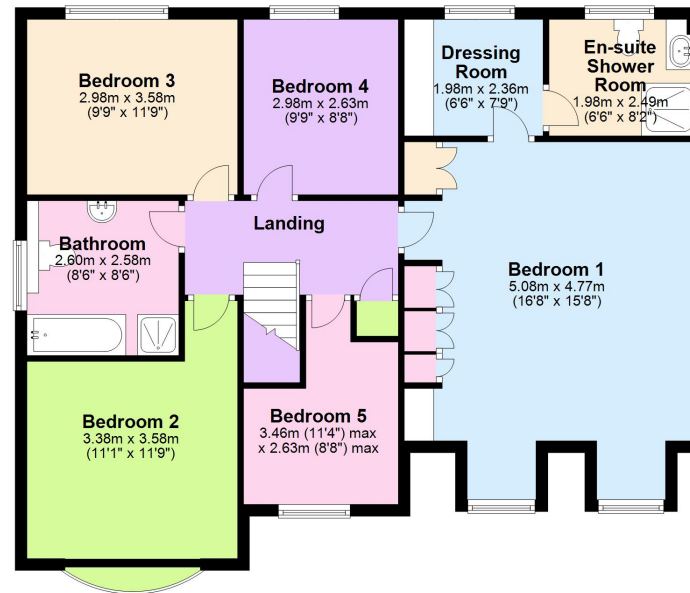 Bedroom 3
2.98m x 3.58m
(9'9" x 11'9")
Bedroom 4
2.98m x 2.63m
(9'9" x 8'8")
Dressing
Room
1.98m x 2.36m
(6'6" x 7'9")
En-suite
Shower
Room
1.98m x 2.49m
(6'6" x 8'2")
Landing
Bathroom
2.60m x 2.58m
(8'6" x 8'6")
Bedroom 1
5.08m x 4.77m
(16'8" x 15'8")
Bedroom 2
3.38m x 3.58m
(11'1" x 11'9")
Bedroom 5
3.46m (11'4") max
x 2.63m (8'8") max